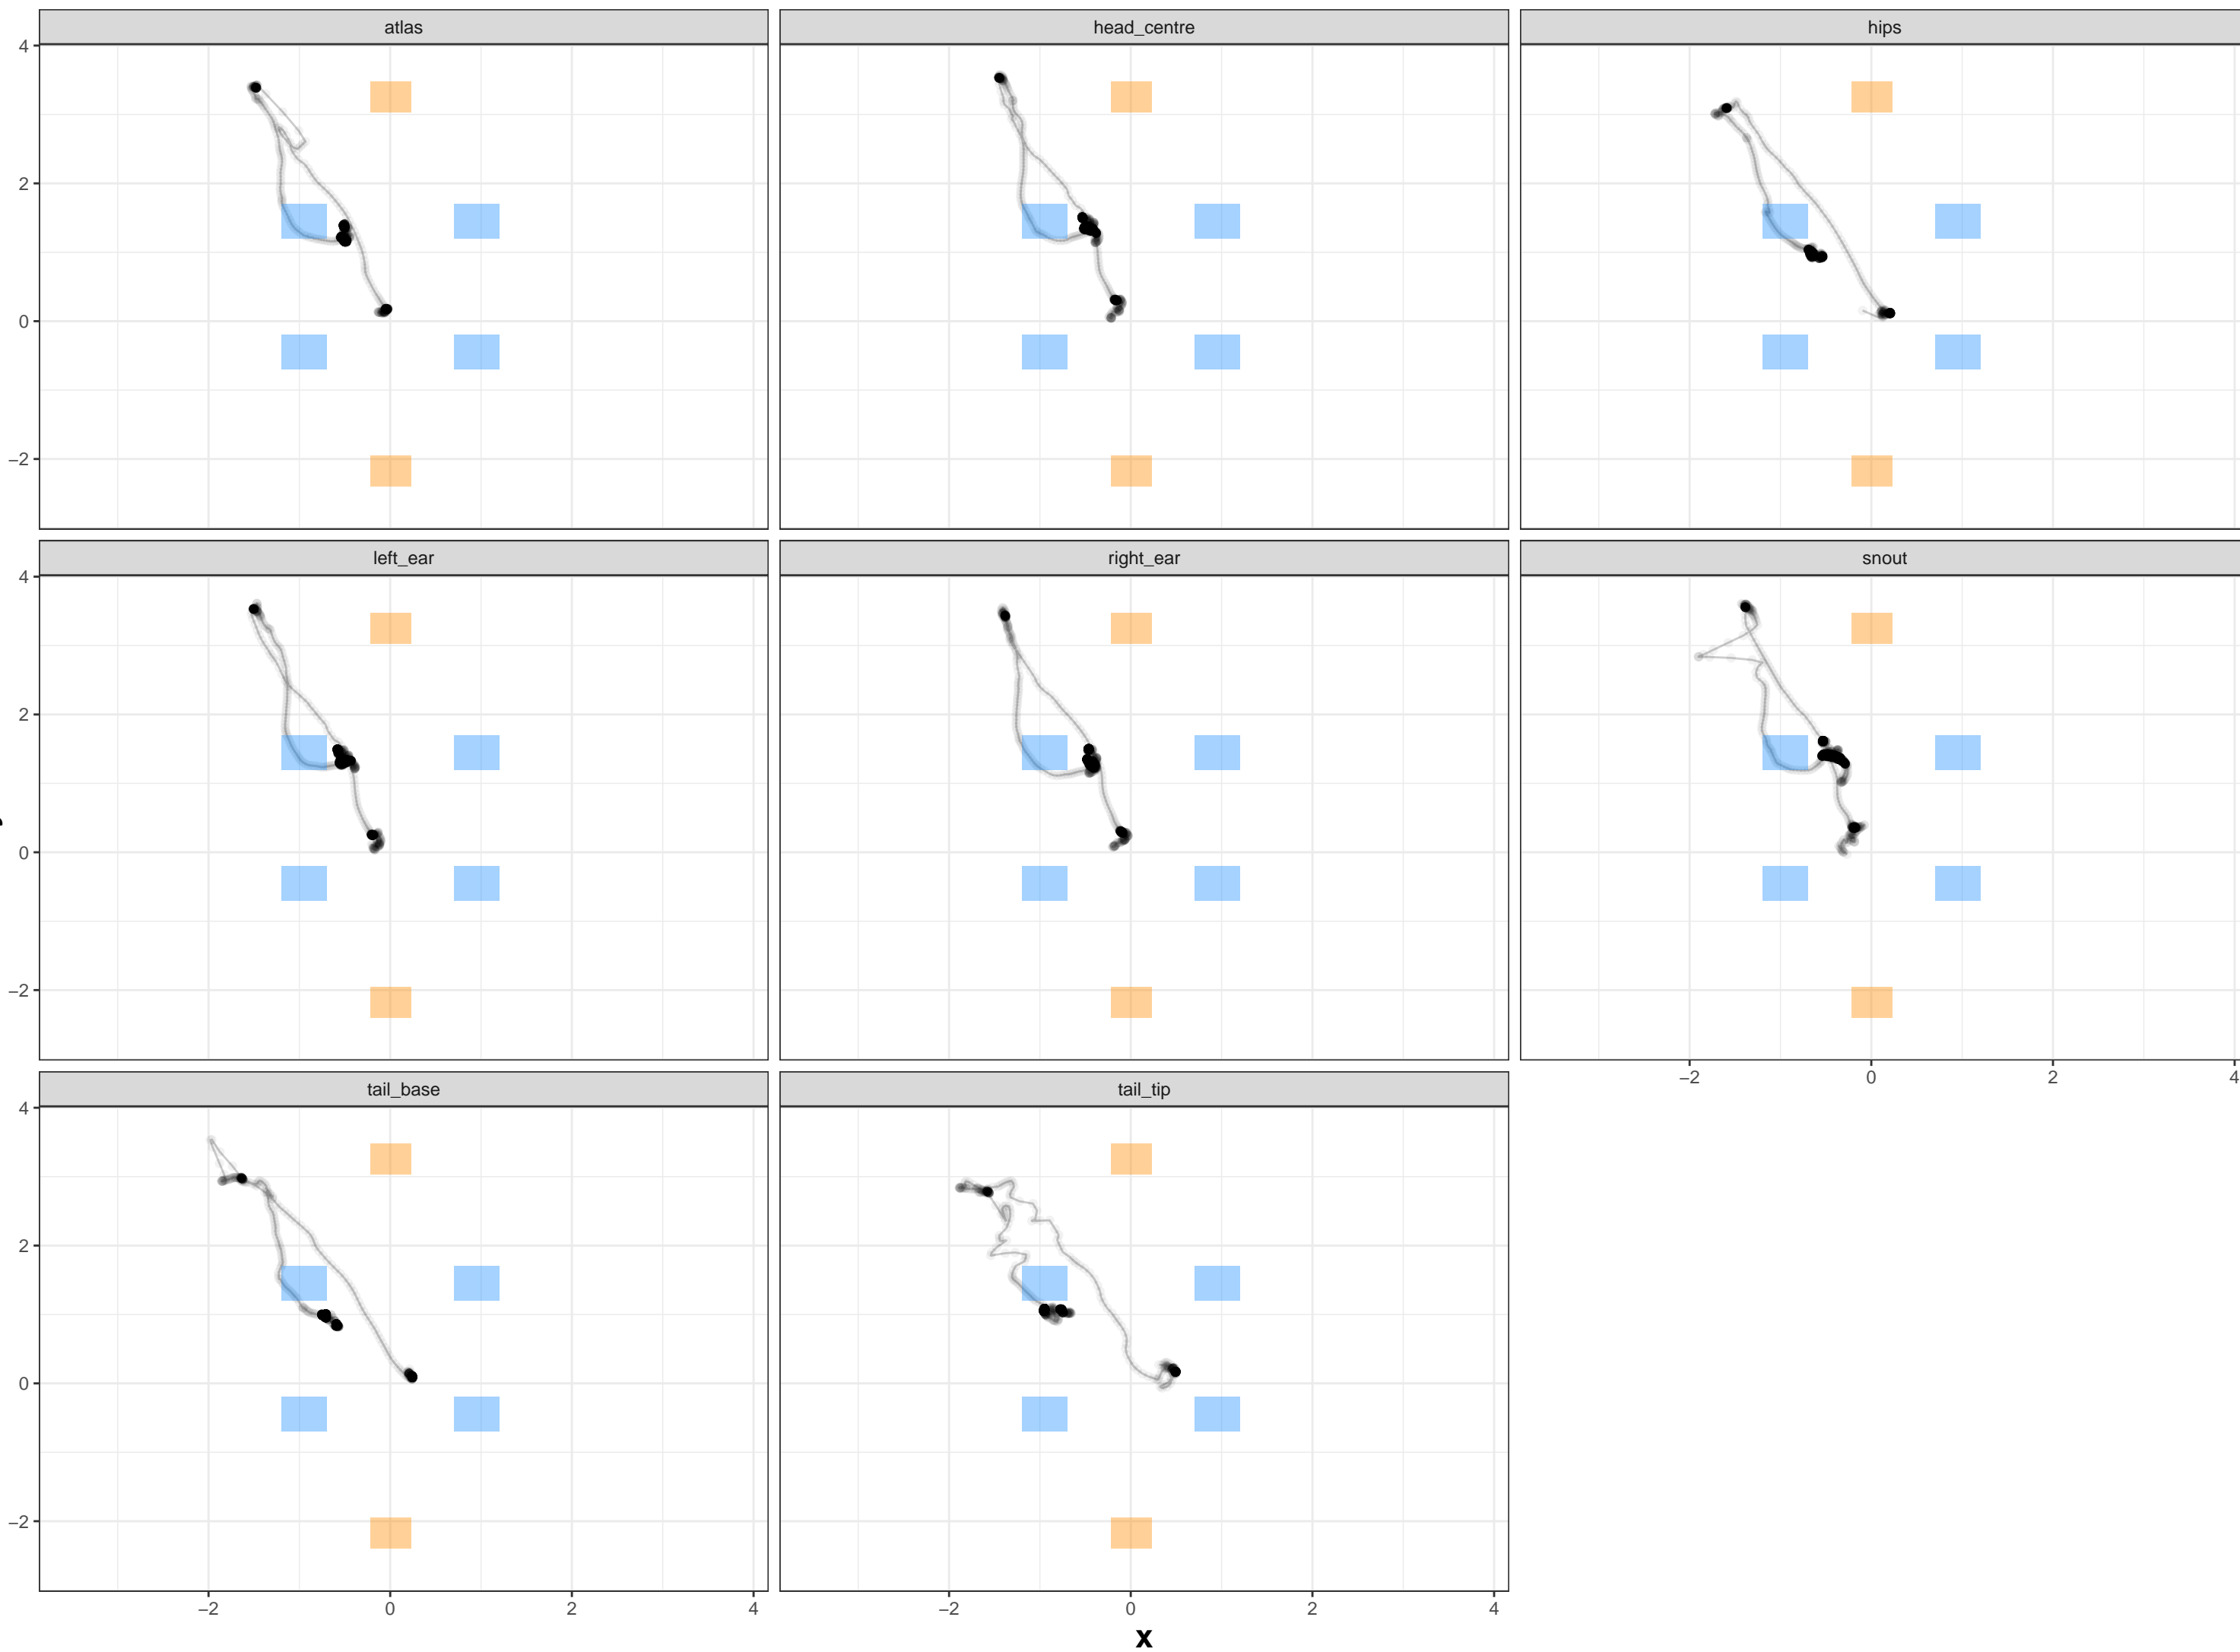 atlas head_centre hips
4
2
0
−2
left_ear right_ear snout
4
2
0
−2
−2 0 2 4
tail_base tail_tip
4
2
0
−2
−2 0 2 4 −2 0 2 4
x